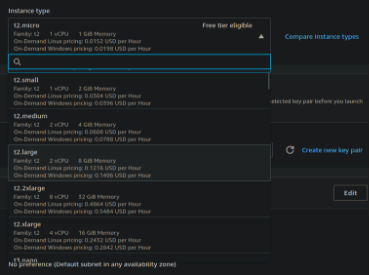 Instance type
t2.micro Free tier eligible
Family: t2 1 vCPU 1 GiB Memory
On-Demand Linux pricing: 0.0152 USD per Hour
On-Demand Windows pricing: 0.0198 USD per Hour
Compare instance types
t2.small
Family: t2 1 vCPU 2 GiB Memory
On-Demand Linux pricing: 0.0304 USD per Hour
On-Demand Windows pricing: 0.0396 USD per Hour
elected key pair before you launch
t2.medium
Family: t2 2 vCPU 4 GiB Memory
On-Demand Linux pricing: 0.0608 USD per Hour
On-Demand Windows pricing: 0.0788 USD per Hour
t2.large
Family: t2 2 vCPU 8 GiB Memory
On-Demand Linux pricing: 0.1216 USD per Hour
On-Demand Windows pricing: 0.1496 USD per Hour
Create new key pair
t2.2xlarge
Family: t2 8 vCPU 32 GiB Memory
On-Demand Linux pricing: 0.4864 USD per Hour
On-Demand Windows pricing: 0.5484 USD per Hour
Edit
t2.xlarge
Family: t2 4 vCPU 16 GiB Memory
On-Demand Linux pricing: 0.2432 USD per Hour
On-Demand Windows pricing: 0.2842 USD per Hour
t3.nano
No preference (Default subnet in any availability zone)